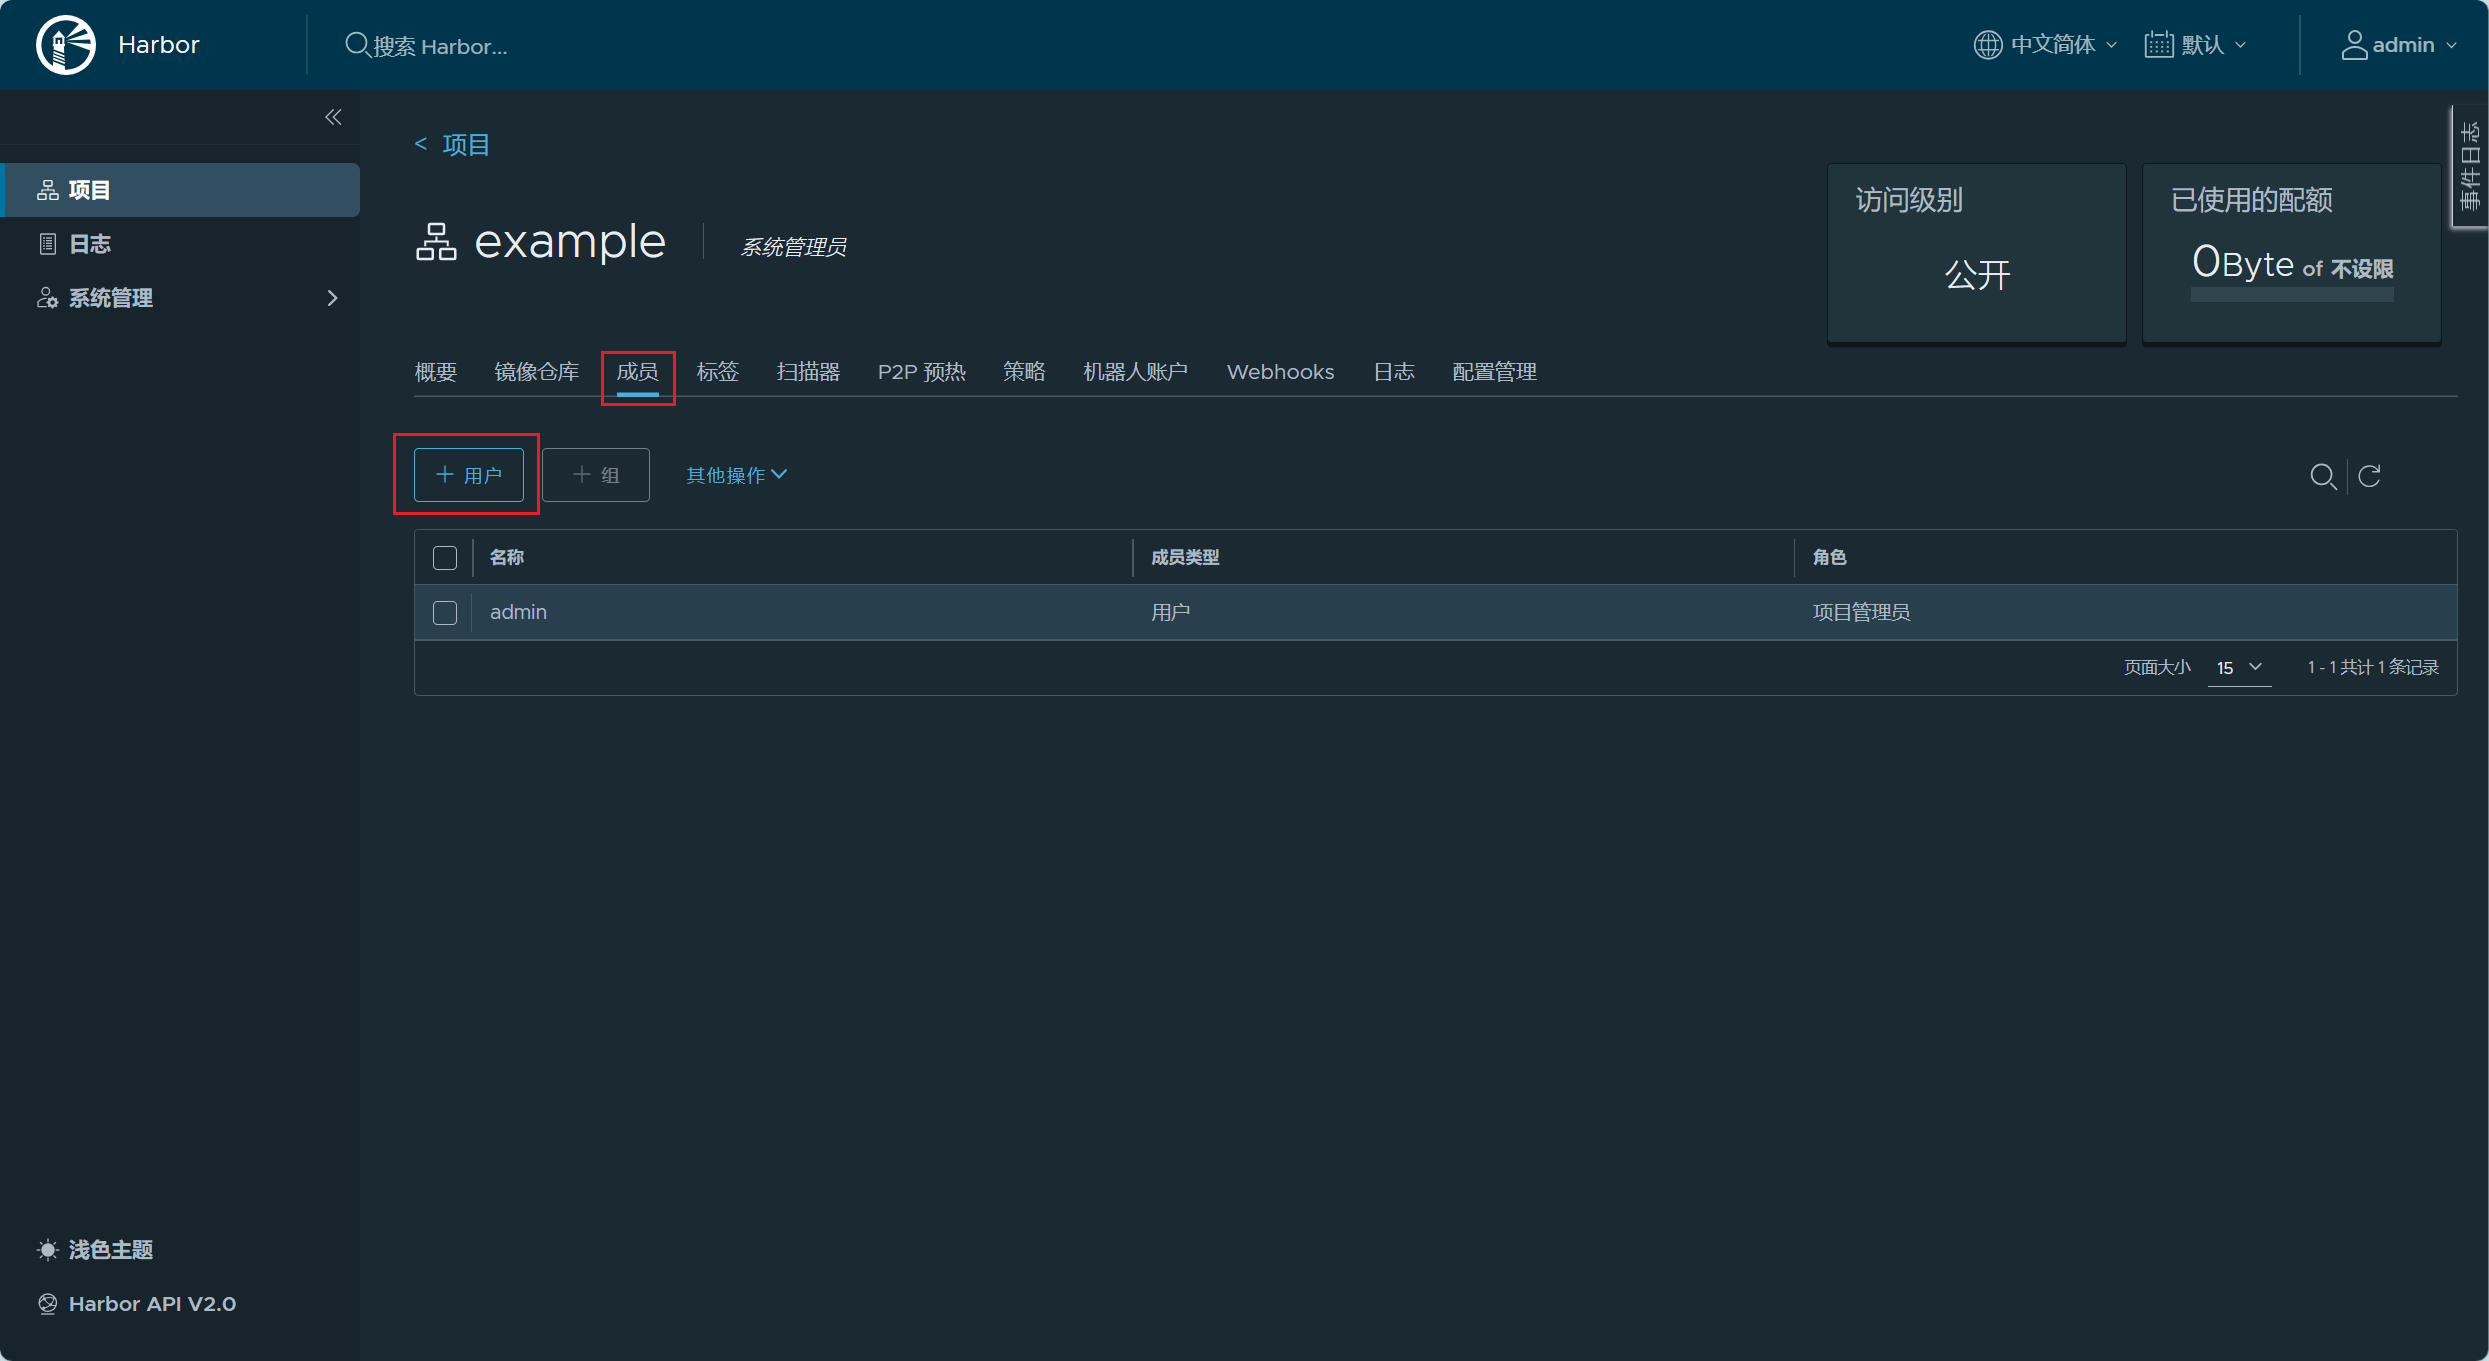 Harbor
搜索 Harbor...
中文简体
默认
admin
项目
日志
系统管理
浅色主题
Harbor API V2.0
< 项目
example
系统管理员
访问级别
公开
已使用的配额
0Byte of 不设限
事件日志
概要 镜像仓库 成员 标签 扫描器 P2P 预热 策略 机器人账户 Webhooks 日志 配置管理
+ 用户
+ 组
其他操作
名称 成员类型 角色
admin 用户 项目管理员
页面大小 15 1 - 1 共计 1 条记录